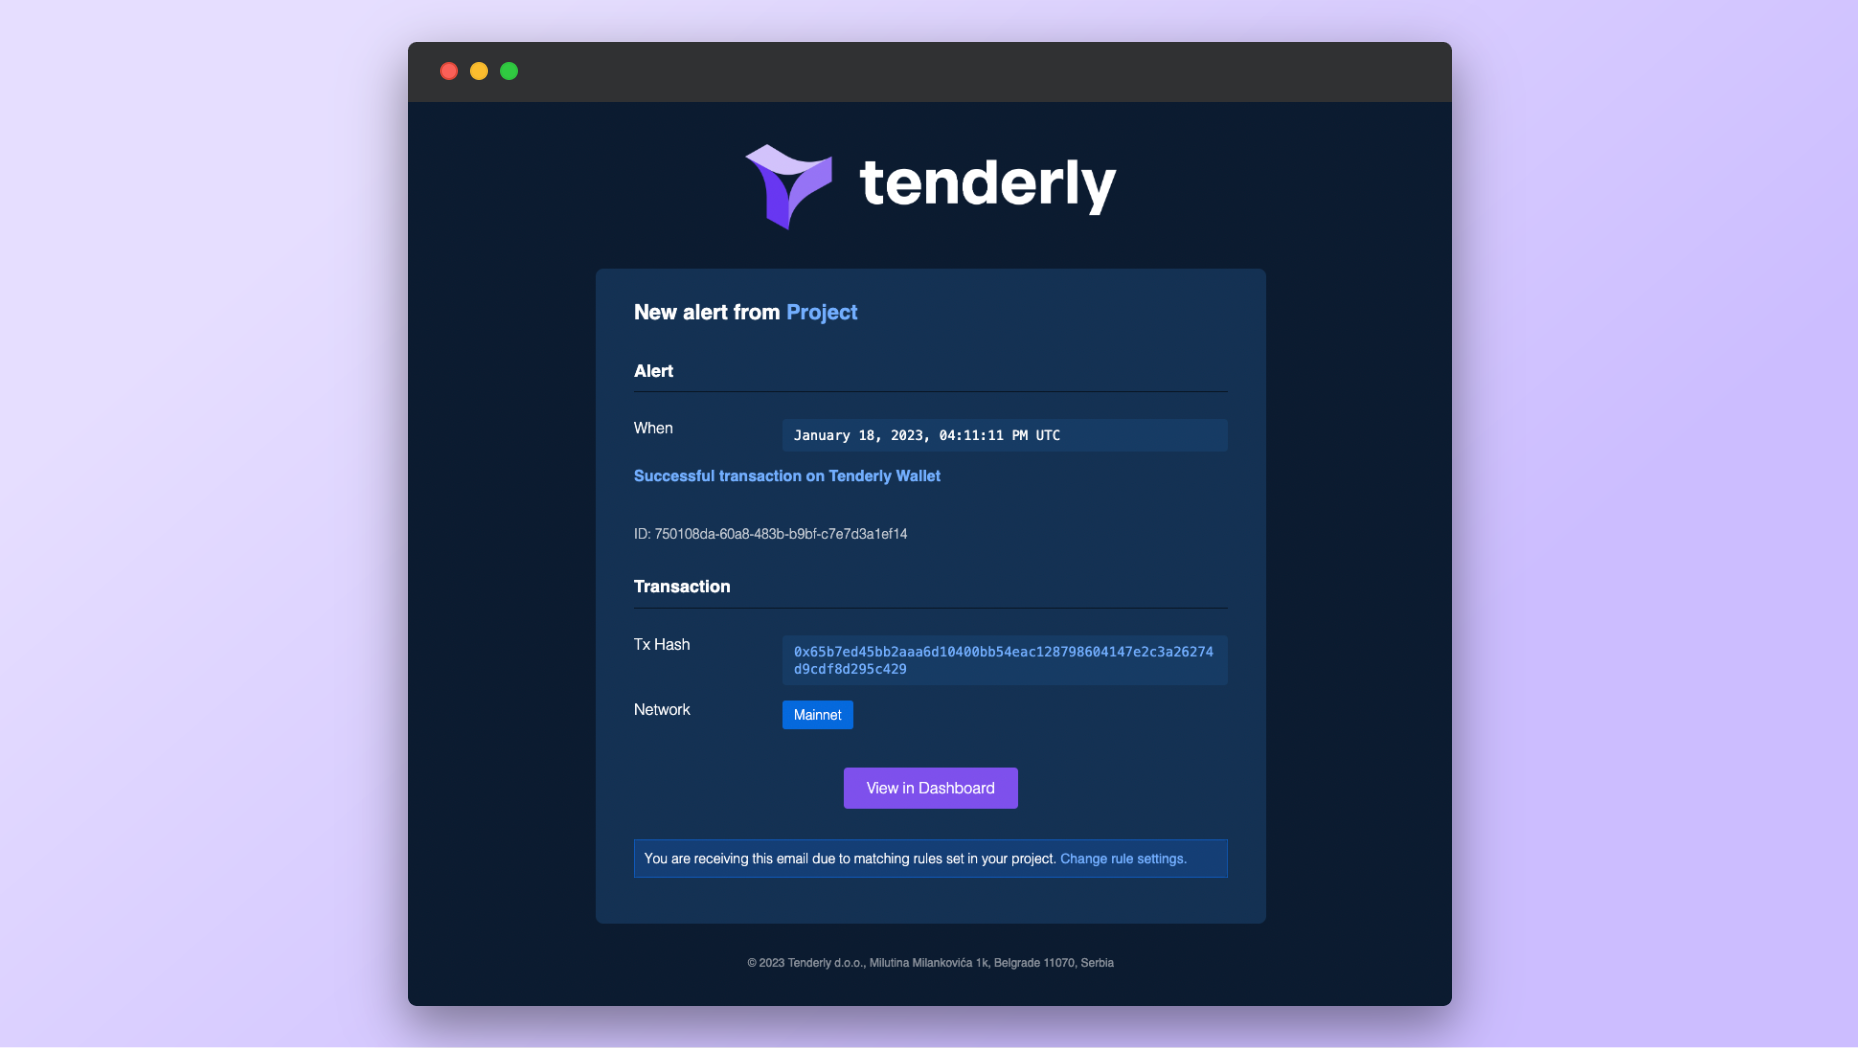 tenderly
New alert from Project
Alert
When
January 18, 2023, 04:11:11 PM UTC
Successful transaction on Tenderly Wallet
ID: 750108da-60a8-483b-b9bf-c7e7d3a1ef14
Transaction
Tx Hash
0x65b7ed45bb2aaa6d10400bb54eac128798604147e2c3a26274
d9cdf8d295c429
Network
Mainnet
View in Dashboard
You are receiving this email due to matching rules set in your project. Change rule settings.
© 2023 Tenderly d.o.o., Milutina Milankovića 1k, Belgrade 11070, Serbia